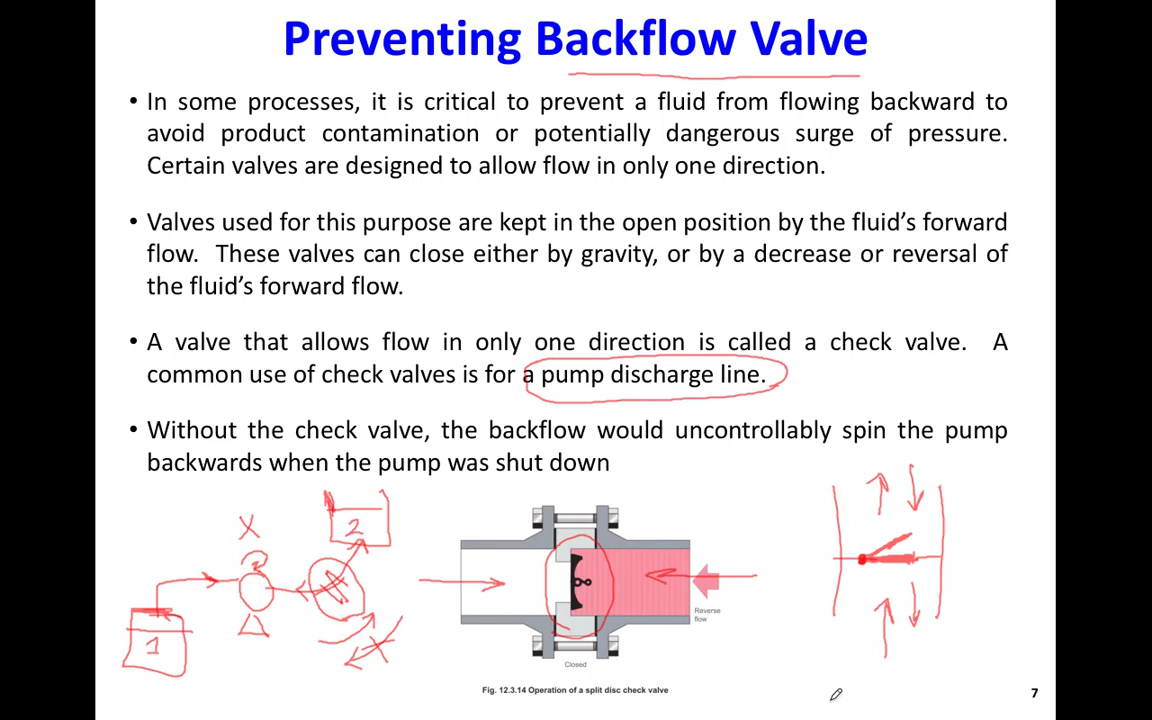 Preventing Backflow Valve
• In some processes, it is critical to prevent a fluid from flowing backward to
avoid product contamination or potentially dangerous surge of pressure.
Certain valves are designed to allow flow in only one direction.
• Valves used for this purpose are kept in the open position by the fluid's forward
flow. These valves can close either by gravity, or by a decrease or reversal of
the fluid's forward flow.
• A valve that allows flow in only one direction is called a check valve. A
common use of check valves is for a pump discharge line.
• Without the check valve, the backflow would uncontrollably spin the pump
backwards when the pump was shut down
X
2
1
Reverse
flow
Closed
Fig. 12.3.14 Operation of a split disc check valve
7